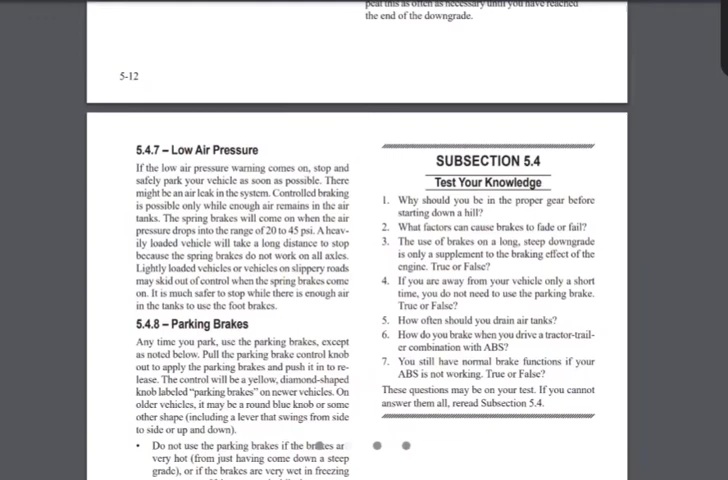 peat this as often as necessary until you have reached
the end of the downgrade.
5-12
5.4.7 – Low Air Pressure
If the low air pressure warning comes on, stop and
safely park your vehicle as soon as possible. There
might be an air leak in the system. Controlled braking
is possible only while enough air remains in the air
tanks. The spring brakes will come on when the air
pressure drops into the range of 20 to 45 psi. A heav-
ily loaded vehicle will take a long distance to stop
because the spring brakes do not work on all axles.
Lightly loaded vehicles or vehicles on slippery roads
may skid out of control when the spring brakes come
on. It is much safer to stop while there is enough air
in the tanks to use the foot brakes.
5.4.8 – Parking Brakes
Any time you park, use the parking brakes, except
as noted below. Pull the parking brake control knob
out to apply the parking brakes and push it in to re-
lease. The control will be a yellow, diamond-shaped
knob labeled “parking brakes” on newer vehicles. On
older vehicles, it may be a round blue knob or some
other shape (including a lever that swings from side
to side or up and down).
• Do not use the parking brakes if the brakes ar
very hot (from just having come down a steep
grade), or if the brakes are very wet in freezing
SUBSECTION 5.4
Test Your Knowledge
1. Why should you be in the proper gear before
starting down a hill?
2. What factors can cause brakes to fade or fail?
3. The use of brakes on a long, steep downgrade
is only a supplement to the braking effect of the
engine. True or False?
4. If you are away from your vehicle only a short
time, you do not need to use the parking brake.
True or False?
5. How often should you drain air tanks?
6. How do you brake when you drive a tractor-trail-
er combination with ABS?
7. You still have normal brake functions if your
ABS is not working. True or False?
These questions may be on your test. If you cannot
answer them all, reread Subsection 5.4.